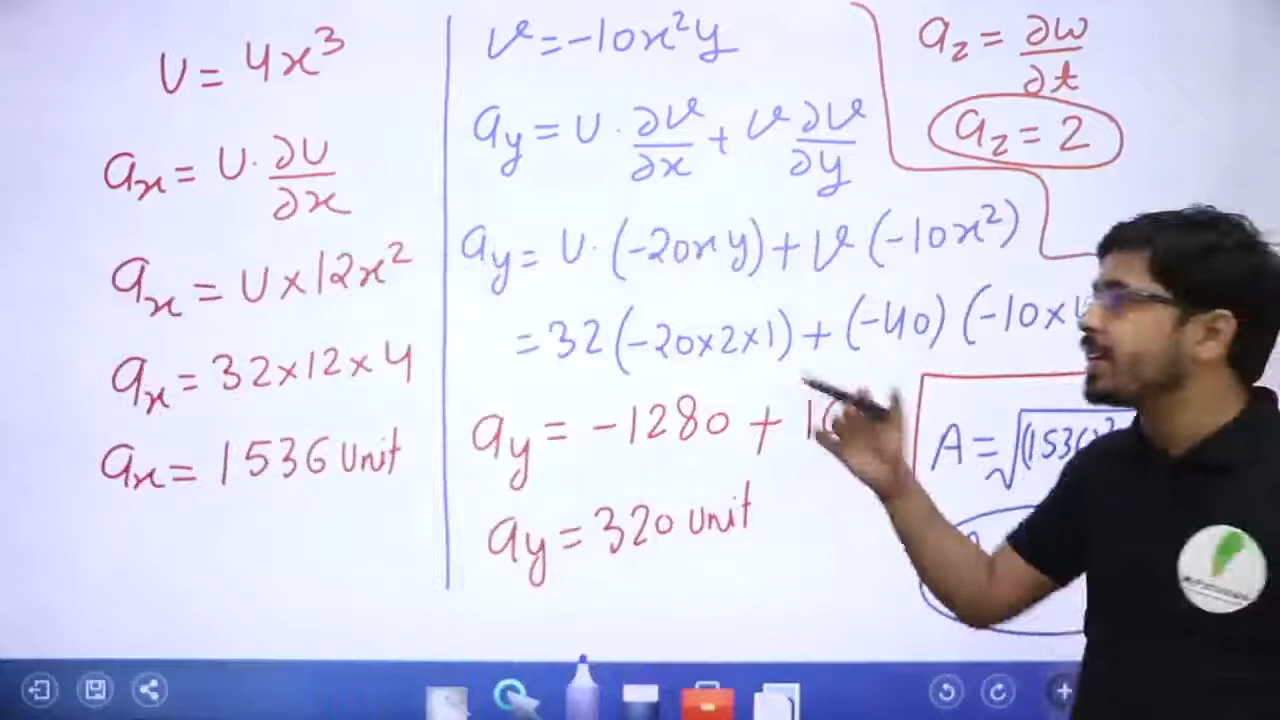 U = 4x³
aₓ = U · ∂U/∂x
aₓ = U × 12x²
aₓ = 32 × 12 × 4
aₓ = 1536 Unit
v = -10x²y
a_y = U · ∂v/∂x + v ∂v/∂y
a_y = U · (-20xy) + v (-10x²)
= 32 (-20×2×1) + (-40) (-10×
a_y = -1280 + 1
a_y = 320 unit
a_z = ∂w/∂t
a_z = 2
A = √(1536)²